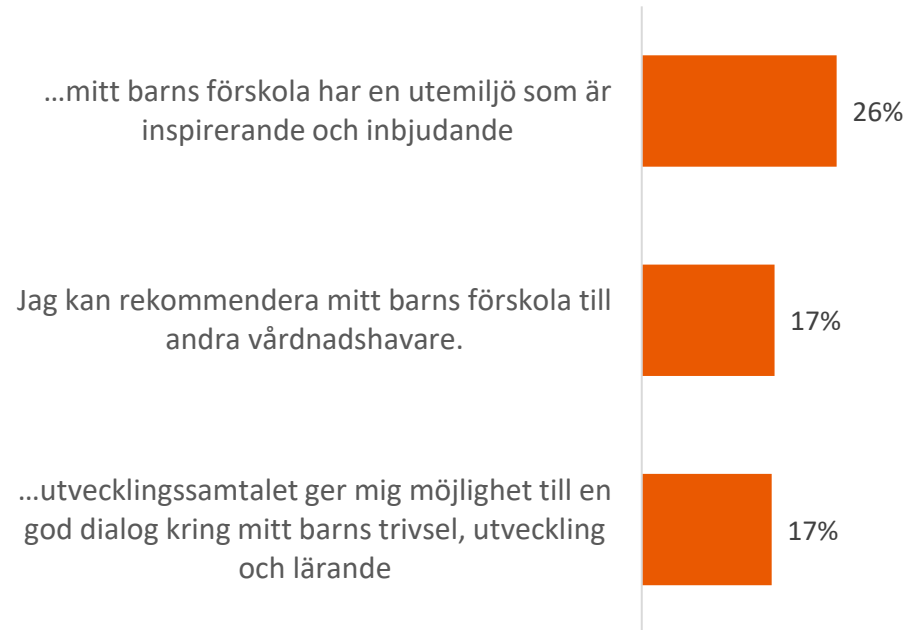 …mitt barns förskola har en utemiljö som är
inspirerande och inbjudande
26%
Jag kan rekommendera mitt barns förskola till
andra vårdnadshavare.
17%
…utvecklingssamtalet ger mig möjlighet till en
god dialog kring mitt barns trivsel, utveckling
och lärande
17%